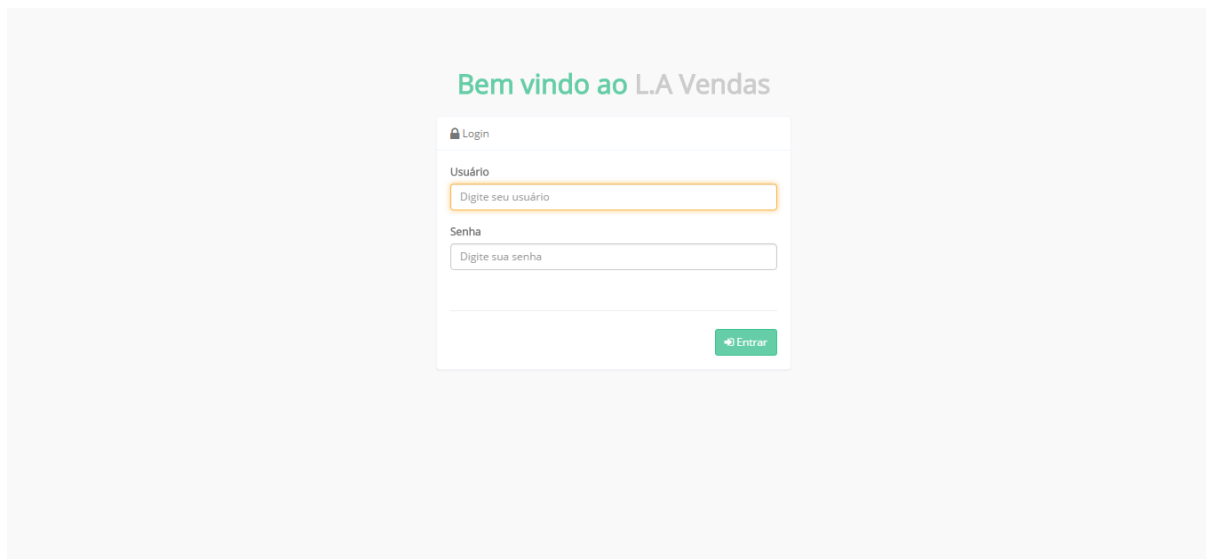 Bem vindo ao L.A Vendas
Login
Usuário
Digite seu usuário
Senha
Digite sua senha
Entrar